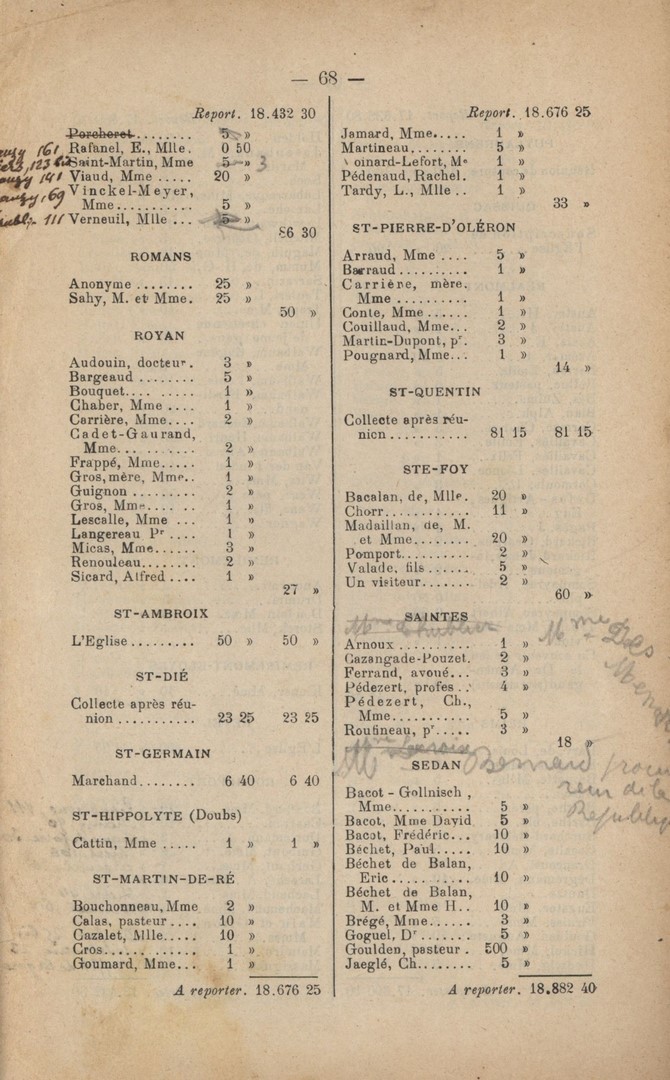 — 68 —
Report. 18.432 30
Porcheret........ 5 »
161 Rafanel, E., Mlle. 0 50
123 Saint-Martin, Mme 5 » 3
141 Viaud, Mme ..... 20 »
Vinckel-Meyer,
69 Mme.......... 5 »
111 Verneuil, Mlle ... 5 »
86 30
ROMANS
Anonyme ........ 25 »
Sahy, M. et Mme. 25 »
50 »
ROYAN
Audouin, docteur. 3 »
Bargeaud ........ 5 »
Bouquet......... 1 »
Chaber, Mme .... 1 »
Carrière, Mme.... 2 »
Cadet-Gaurand,
Mme.......... 2 »
Frappé, Mme..... 1 »
Gros, mère, Mme.. 1 »
Guignon ......... 2 »
Gros, Mme....... 1 »
Lescalle, Mme ... 1 »
Langereau Pr .... 1 »
Micas, Mme...... 3 »
Renouleau....... 2 »
Sicard, Alfred .... 1 »
27 »
ST-AMBROIX
L'Eglise ......... 50 » 50 »
ST-DIÉ
Collecte après réu-
nion ........... 23 25 23 25
ST-GERMAIN
Marchand........ 6 40 6 40
ST-HIPPOLYTE (Doubs)
Cattin, Mme ..... 1 » 1 »
ST-MARTIN-DE-RÉ
Bouchonneau, Mme 2 »
Calas, pasteur .... 10 »
Cazalet, Mlle..... 10 »
Gros............ 1 »
Goumard, Mme... 1 »
A reporter. 18.676 25
Report. 18.676 25
Jamard, Mme..... 1 »
Martineau........ 5 »
oinard-Lefort, Me 1 »
Pédenaud, Rachel. 1 »
Tardy, L., Mlle .. 1 »
33 »
ST-PIERRE-D'OLÉRON
Arraud, Mme .... 5 »
Barraud.......... 1 »
Carrière, mère.
Mme .......... 1 »
Conte, Mme ...... 1 »
Couillaud, Mme... 2 »
Martin-Dupont, pr. 3 »
Pougnard, Mme... 1 »
14 »
ST-QUENTIN
Collecte après réu-
nion ........... 81 15 81 15
STE-FOY
Bacalan, de, Mlle. 20 »
Chorr............ 11 »
Madaillan, de, M.
et Mme........ 20 »
Pomport.......... 2 »
Valade, fils ...... 5 »
Un visiteur....... 2 »
60 »
SAINTES
Mme
Arnoux .......... 1 »
Cazangade-Pouzet. 2 »
Ferrand, avoué... 3 »
Pédezert, profes .. 4 »
Pédezert, Ch.,
Mme........... 5 »
Routineau, pr..... 3 »
18 »
Bernard
SEDAN
République
Bacot - Gollnisch,
Mme........... 5 »
Bacot, Mme David 5 »
Bacot, Frédéric... 10 »
Béchet, Paul..... 10 »
Béchet de Balan,
Eric ........... 10 »
Béchet de Balan,
M. et Mme H.. 10 »
Brégé, Mme...... 3 »
Goguel, Dr ....... 5 »
Goulden, pasteur . 500 »
Jaeglé, Ch........ 5 »
A reporter. 18.882 40